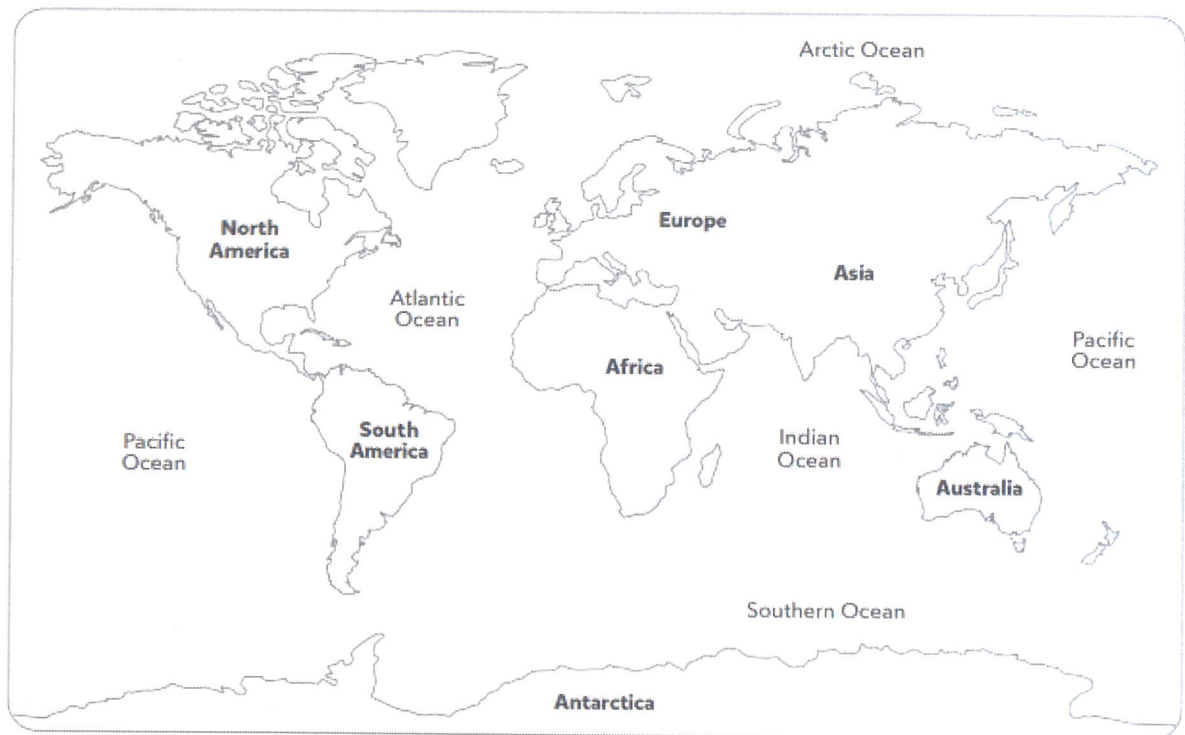 Arctic Ocean
North
America
Europe
Asia
Atlantic
Ocean
Pacific
Ocean
Africa
South
America
Pacific
Ocean
Indian
Ocean
Australia
Southern Ocean
Antarctica